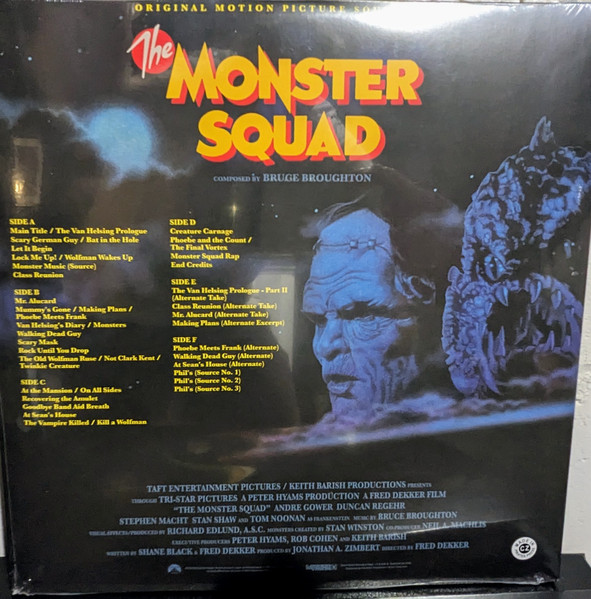 ORIGINAL MOTION PICTURE
The
MONSTER
SQUAD
COMPOSED BY BRUCE BROUGHTON
SIDE A
Main Title / The Van Helsing Prologue
Scary German Guy / Bat in the Hole
Let It Begin
Lock Me Up! / Wolfman Wakes Up
Monster Music (Source)
Class Reunion
SIDE B
Mr. Alucard
Mummy's Gone / Making Plans /
Phoebe Meets Frank
Van Helsing's Diary / Monsters
Walking Dead Guy
Scary Mask
Rock Until You Drop
The Old Wolfman Ruse / Not Clark Kent /
Twinkie Creature
SIDE C
At the Mansion / On All Sides
Recovering the Amulet
Goodbye Band Aid Breath
At Sean's House
The Vampire Killed / Kill a Wolfman
SIDE D
Creature Carnage
Phoebe and the Count /
The Final Vortex
Monster Squad Rap
End Credits
SIDE E
The Van Helsing Prologue - Part II
(Alternate Take)
Class Reunion (Alternate Take)
Mr. Alucard (Alternate Take)
Making Plans (Alternate Excerpt)
SIDE F
Phoebe Meets Frank (Alternate)
Walking Dead Guy (Alternate)
At Sean's House (Alternate)
Phil's (Source No. 1)
Phil's (Source No. 2)
Phil's (Source No. 3)
TAFT ENTERTAINMENT PICTURES / KEITH BARISH PRODUCTIONS PRESENTS
THROUGH TRI-STAR PICTURES A PETER HYAMS PRODUCTION A FRED DEKKER FILM
"THE MONSTER SQUAD" ANDRE GOWER DUNCAN REGEHR
STEPHEN MACHT STAN SHAW AND TOM NOONAN AS FRANKENSTEIN MUSIC BY BRUCE BROUGHTON
VISUAL EFFECTS PRODUCED BY RICHARD EDLUND, A.S.C. MONSTERS CREATED BY STAN WINSTON CO-PRODUCER NEIL A. MACHLIS
EXECUTIVE PRODUCERS PETER HYAMS, ROB COHEN AND KEITH BARISH
WRITTEN BY SHANE BLACK & FRED DEKKER PRODUCED BY JONATHAN A. ZIMBERT DIRECTED BY FRED DEKKER
MADE IN
CZ